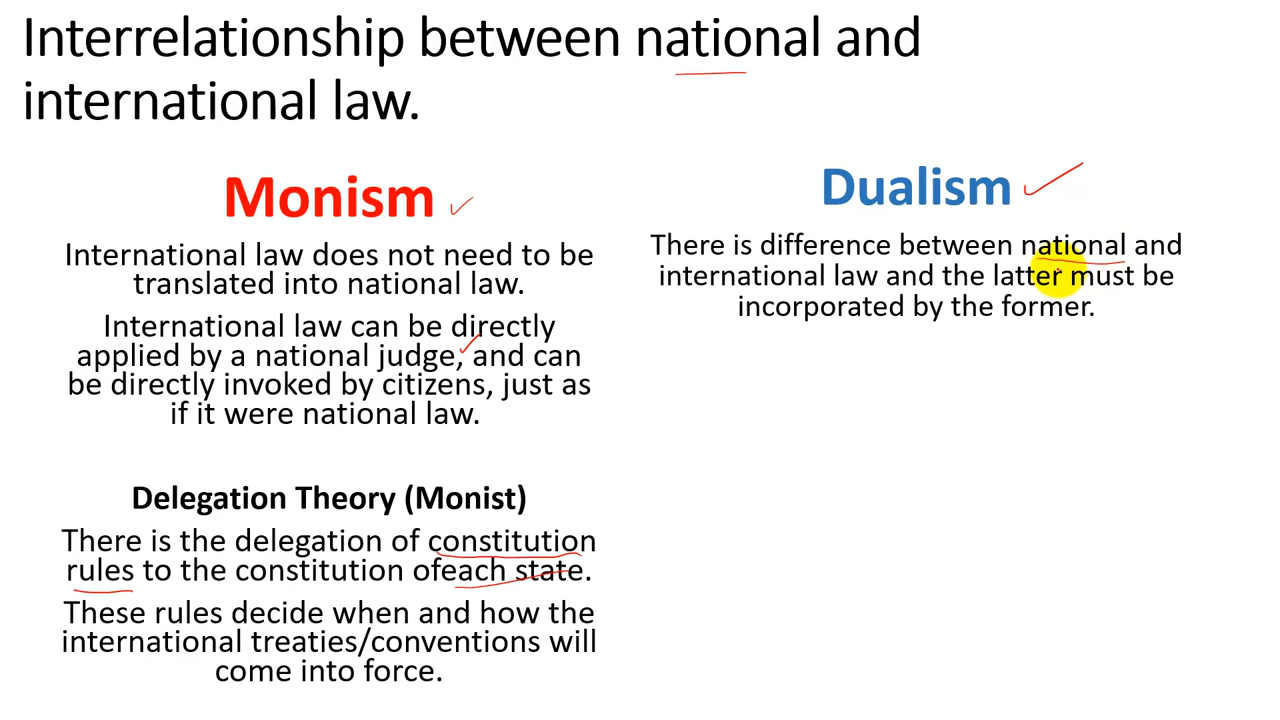 Interrelationship between national and
international law.
Monism
International law does not need to be
translated into national law.
International law can be directly
applied by a national judge, and can
be directly invoked by citizens, just as
if it were national law.
Delegation Theory (Monist)
There is the delegation of constitution
rules to the constitution ofeach state.
These rules decide when and how the
international treaties/conventions will
come into force.
Dualism
There is difference between national and
international law and the latter must be
incorporated by the former.